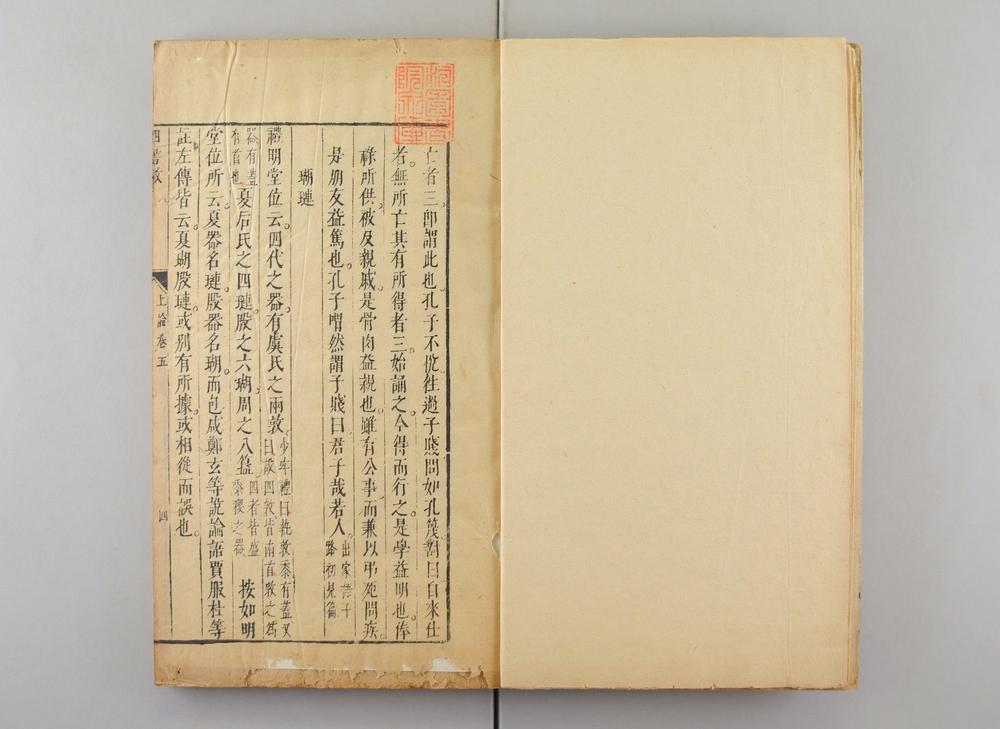 亡者三卽謂此也孔子不悅往過子賤問如孔篾對曰自來仕
者無所亡其有所得者三始誦之今得而行之是學益明也俸
祿所供被及親戚是骨肉益親也雖有公事而兼以弔死問疾
是朋友益篤也孔子喟然謂子賤曰君子哉若人出家語子路初見篇
瑚璉
禮明堂位云四代之器有虞氏之兩敦少牢禮曰執敦黍有蓋又曰設四敦皆南首敦之爲
器有蓋有首也夏后氏之四璉殷之六瑚周之八簋四者皆盛黍稷之器按如明
堂位所云夏器名璉殷器名瑚而包咸鄭玄等說論語賈服杜等
註左傳皆云夏瑚殷璉或别有所據或相從而誤也
四書
上論卷五
四